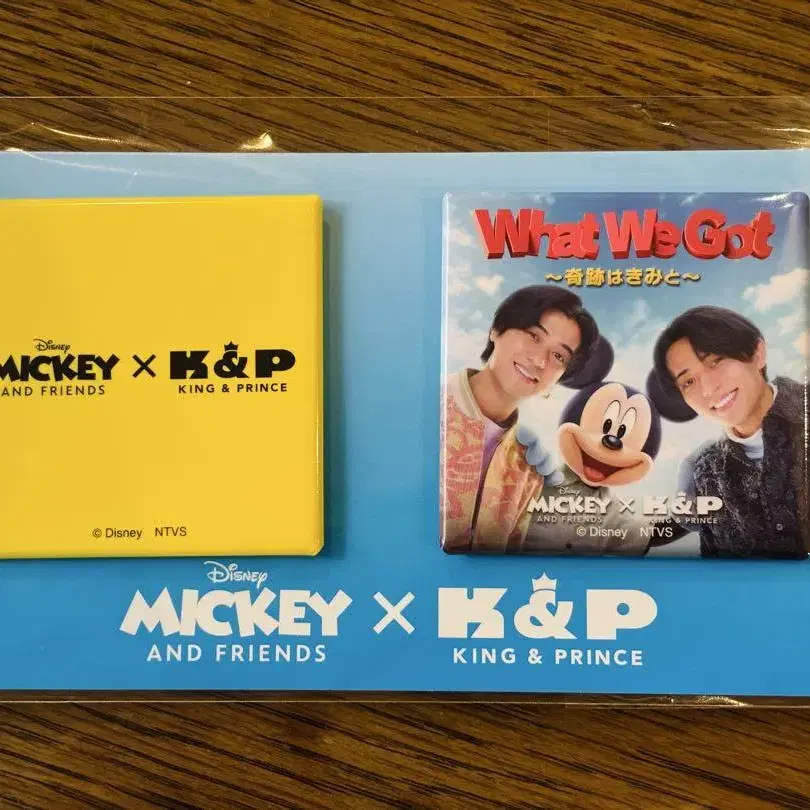 Disney
MICKEY × K&P
AND FRIENDS KING & PRINCE
© Disney NTVS
What We Got
～奇跡はきみと～
Disney
MICKEY × K&P
AND FRIENDS KING & PRINCE
© Disney NTVS
Disney
MICKEY × K&P
AND FRIENDS KING & PRINCE